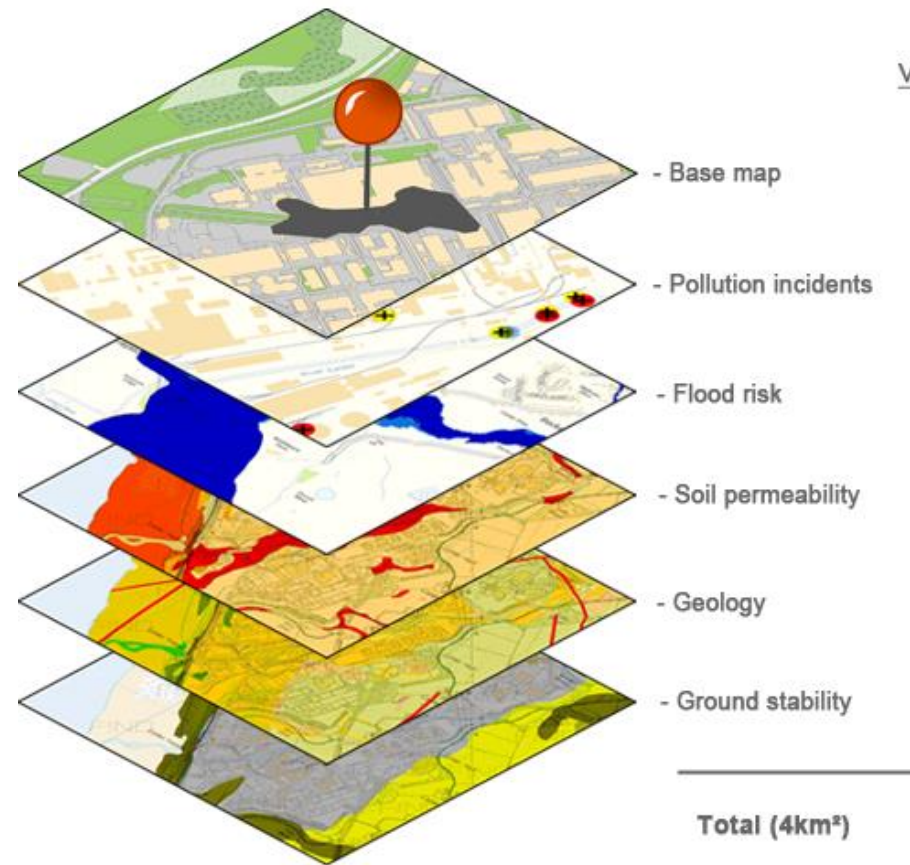 V
- Base map
- Pollution incidents
- Flood risk
- Soil permeability
- Geology
- Ground stability
Total (4km²)